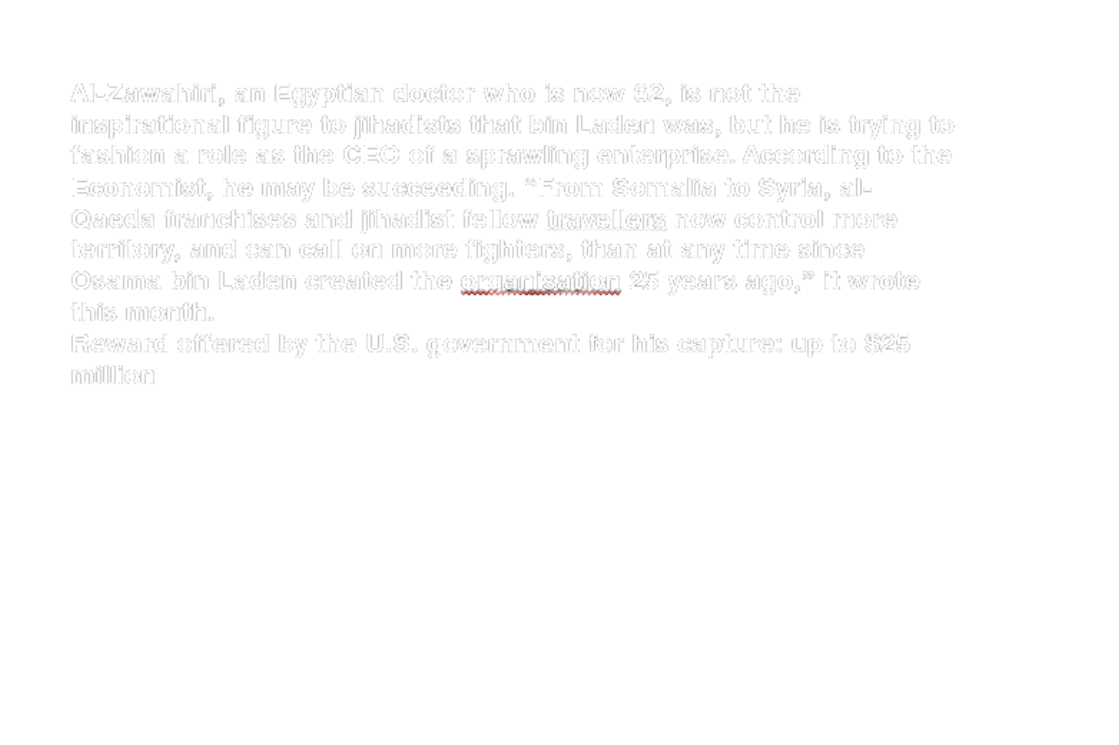 Al-Zawahiri, an Egyptian doctor who is now 62, is not the
inspirational figure to jihadists that bin Laden was, but he is trying to
fashion a role as the CEO of a sprawling enterprise. According to the
Economist, he may be succeeding. “From Somalia to Syria, al-
Qaeda franchises and jihadist fellow travellers now control more
territory, and can call on more fighters, than at any time since
Osama bin Laden created the organisation 25 years ago,” it wrote
this month.
Reward offered by the U.S. government for his capture: up to $25
million